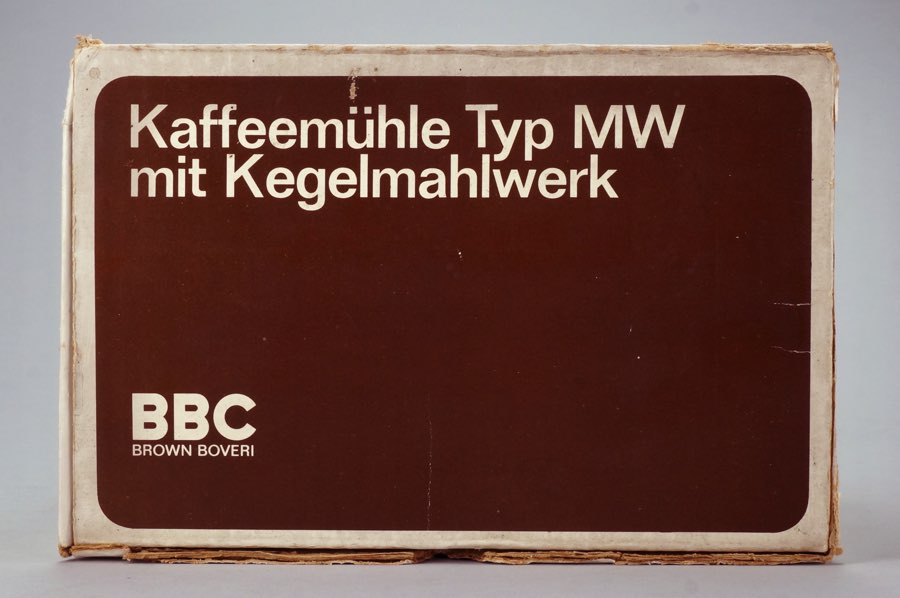 Kaffeemühle Typ MW
mit Kegelmahlwerk
BBC
BROWN BOVERI